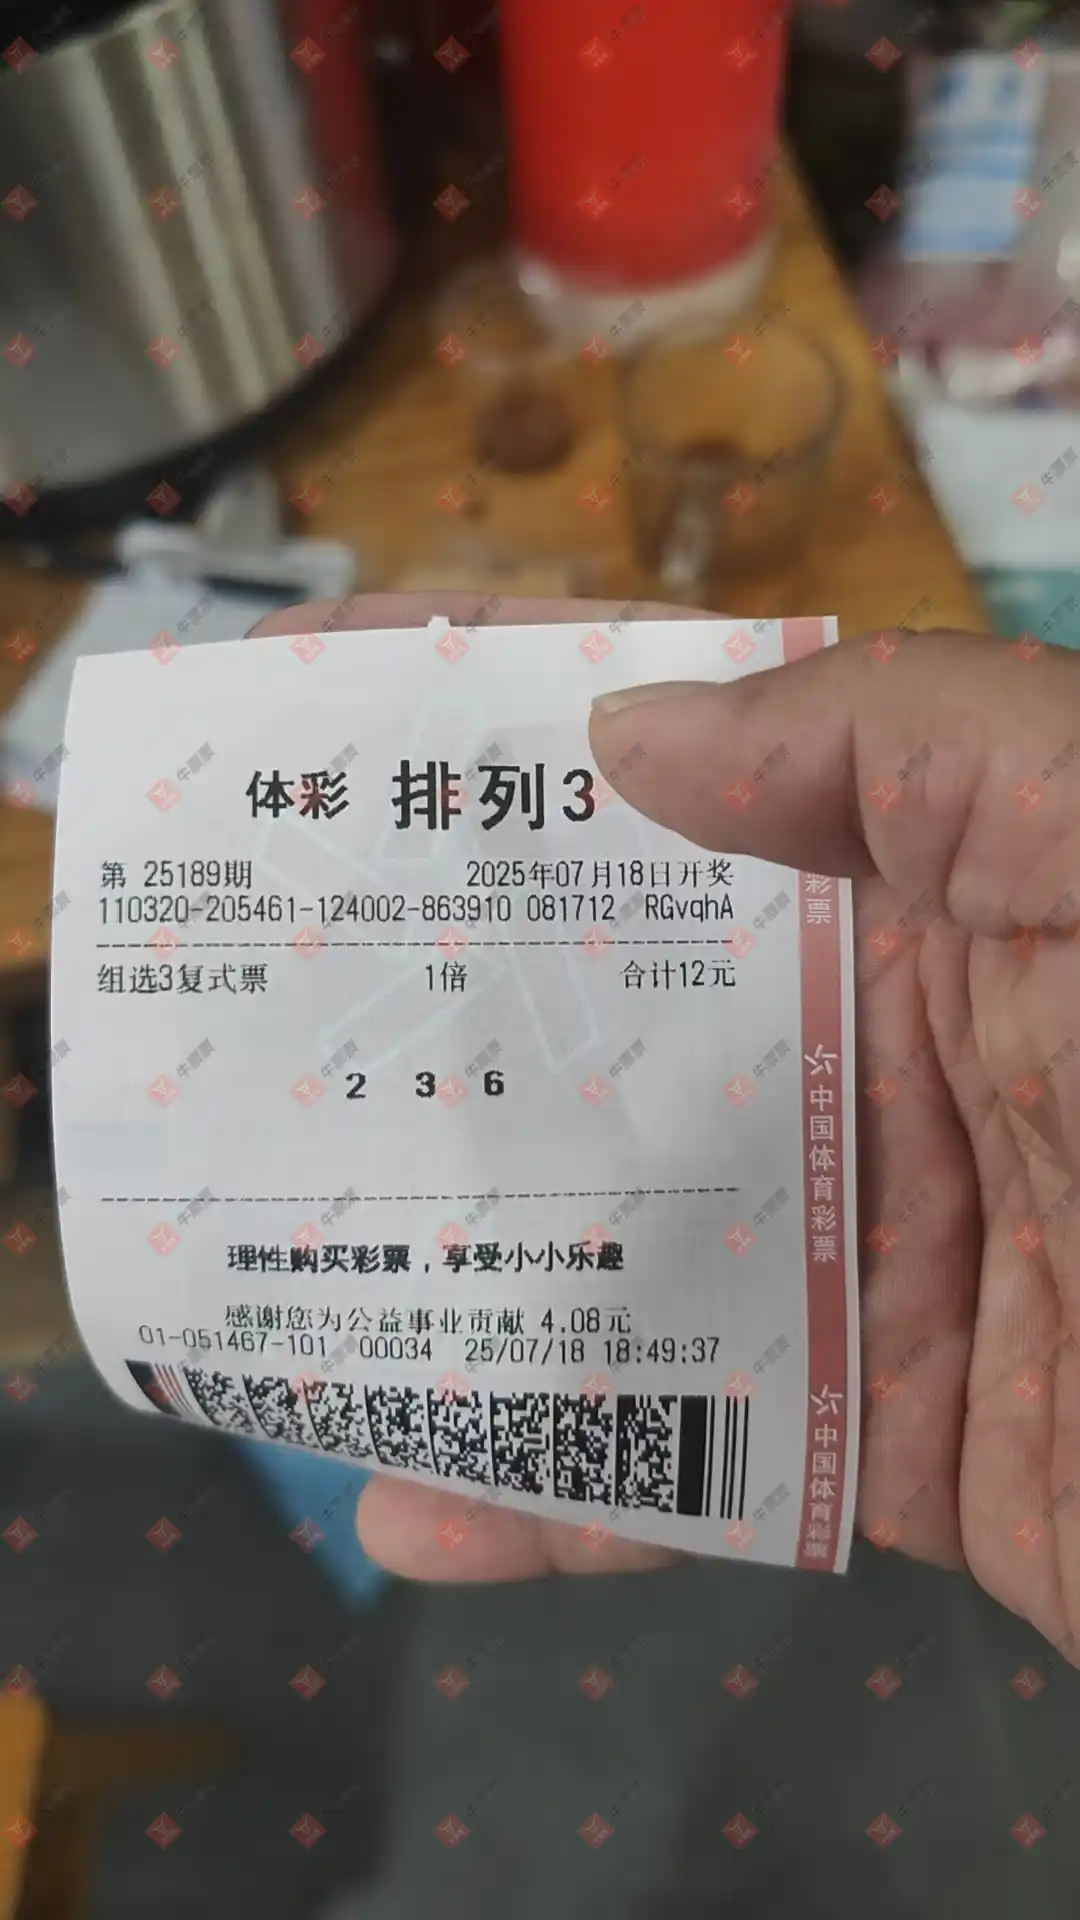 体彩 排列3
第 25189期 2025年07月18日开奖
110320-205461-124002-863910 081712 RGvqhA
组选3复式票 1倍 合计12元
2 3 6
理性购买彩票，享受小小乐趣
感谢您为公益事业贡献 4.08元
01-051467-101 00034 25/07/18 18:49:37
彩票
中国体育彩票
中国体育彩票
牛票票